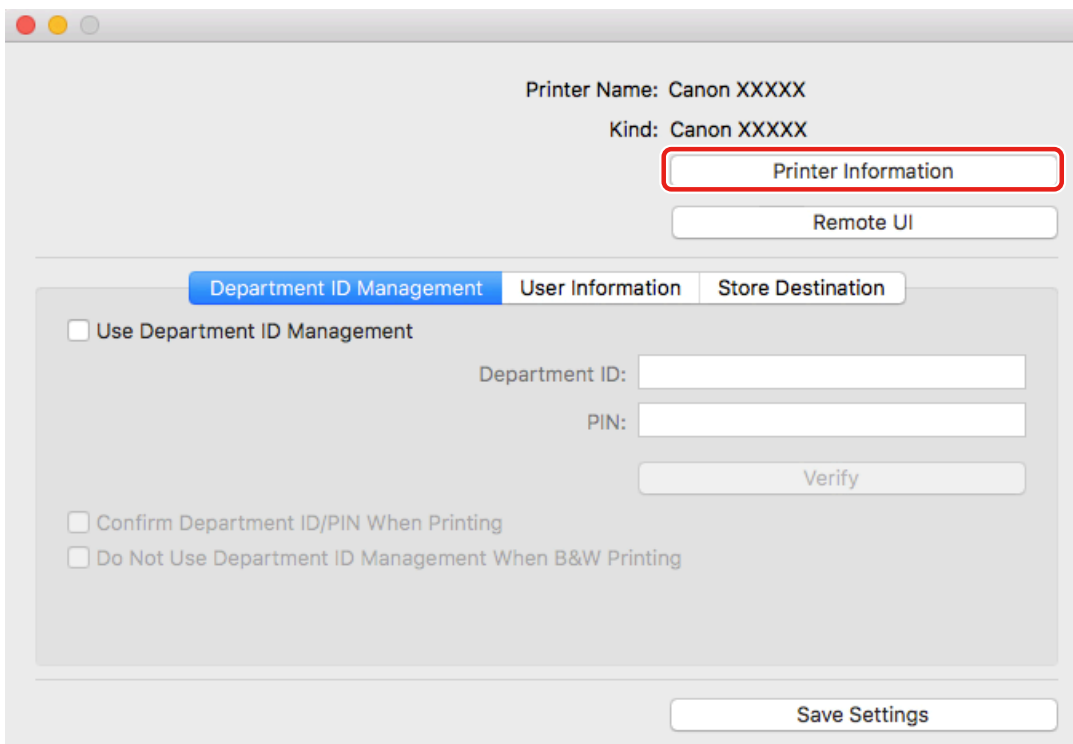 Printer Name: Canon XXXXX
Kind: Canon XXXXX
Printer Information
Remote UI
Department ID Management User Information Store Destination
Use Department ID Management
Department ID:
PIN:
Verify
Confirm Department ID/PIN When Printing
Do Not Use Department ID Management When B&W Printing
Save Settings